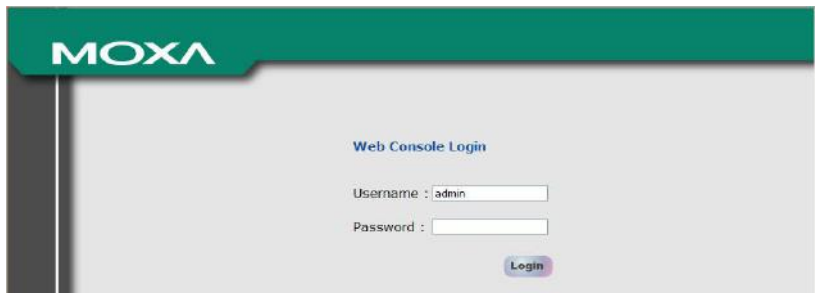 MOXA
Web Console Login
Username : admin
Password :
Login